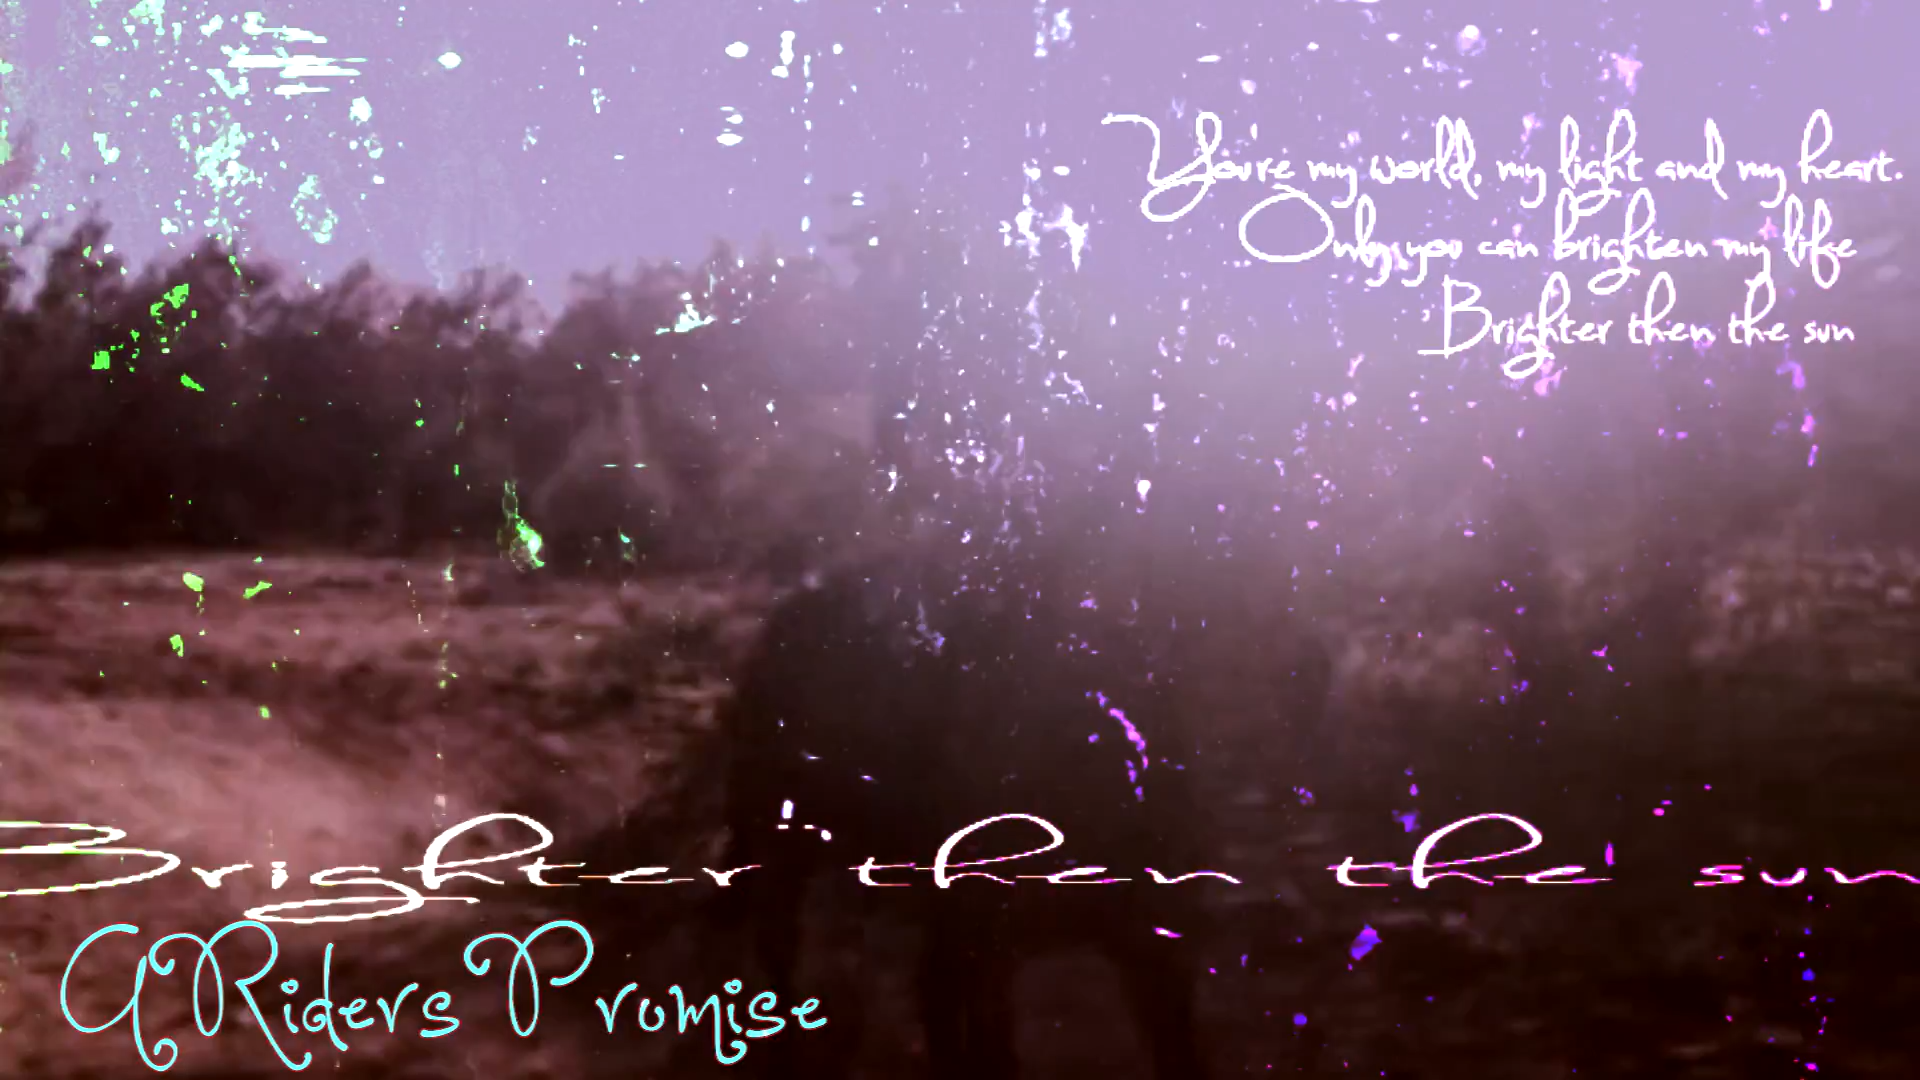 You're my world, my light and my heart.
Only you can brighten my life
Brighter then the sun
Brighter then the sun
A Riders Promise